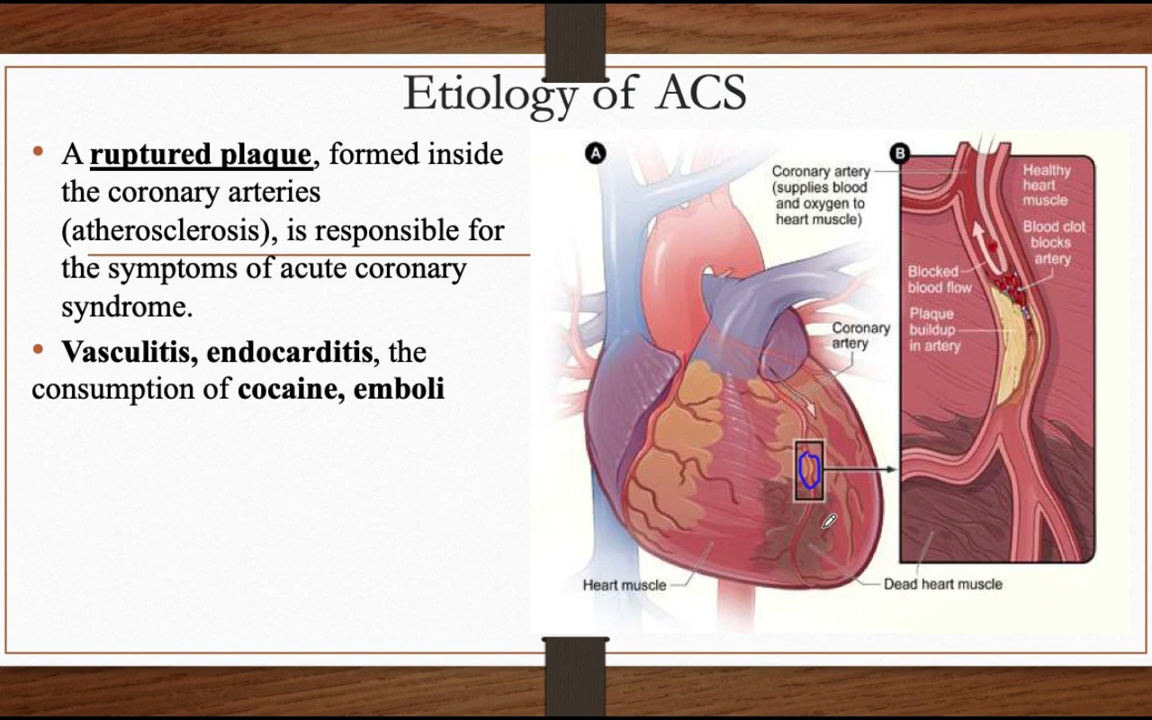 Etiology of ACS
• A ruptured plaque, formed inside
the coronary arteries
(atherosclerosis), is responsible for
the symptoms of acute coronary
syndrome.
• Vasculitis, endocarditis, the
consumption of cocaine, emboli
A
Coronary artery
(supplies blood
and oxygen to
heart muscle)
Coronary
artery
Heart muscle
Dead heart muscle
B
Healthy
heart
muscle
Blood clot
blocks
artery
Blocked
blood flow
Plaque
buildup
in artery